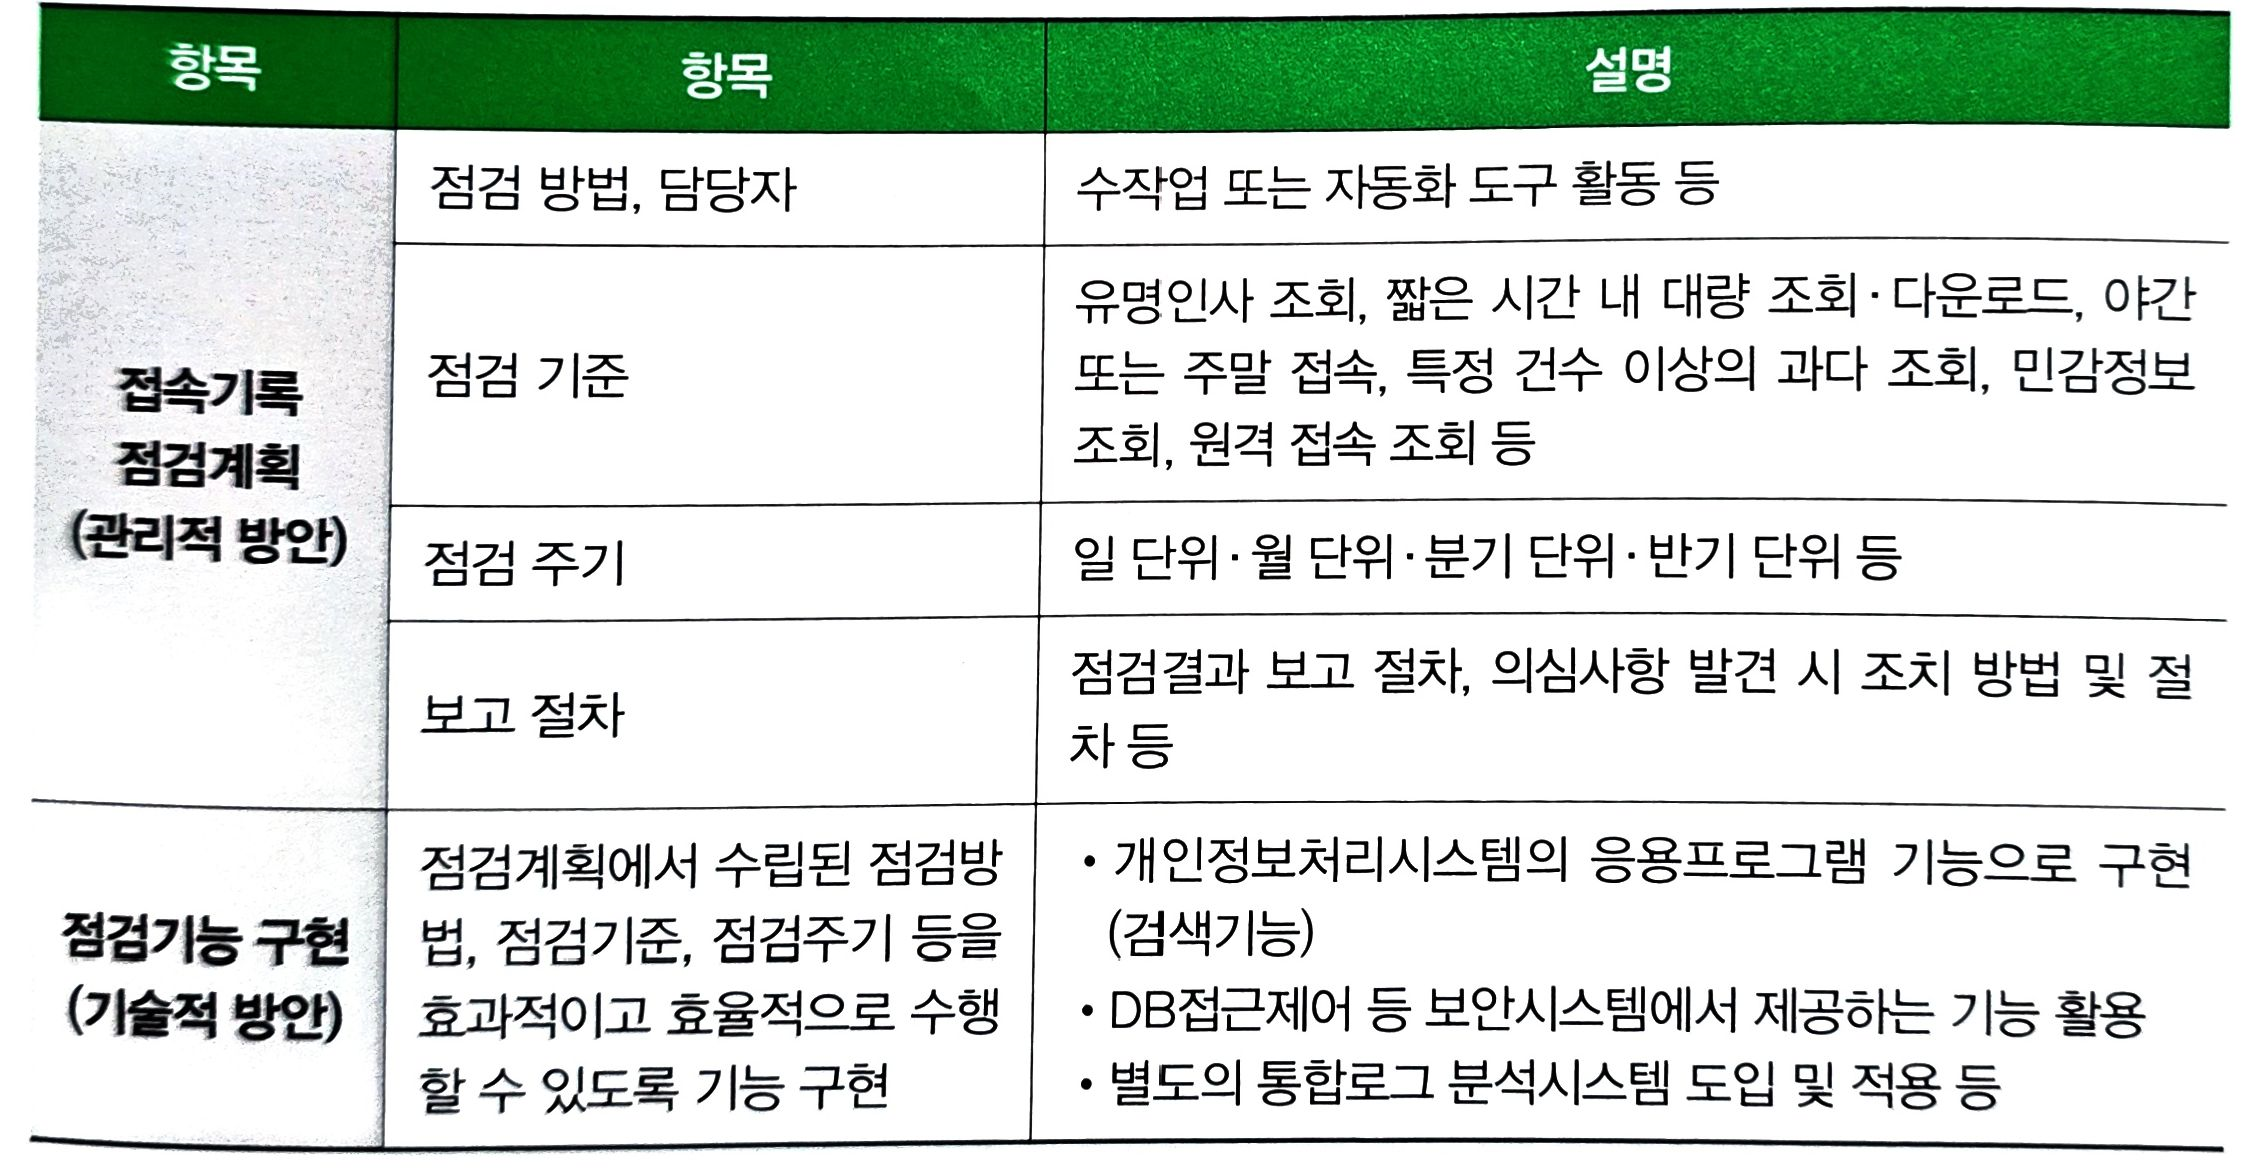 항목 항목 설명
접속기록
점검계획
(관리적 방안)
점검 방법, 담당자
수작업 또는 자동화 도구 활동 등
점검 기준
유명인사 조회, 짧은 시간 내 대량 조회·다운로드, 야간
또는 주말 접속, 특정 건수 이상의 과다 조회, 민감정보
조회, 원격 접속 조회 등
점검 주기
일 단위·월 단위·분기 단위·반기 단위 등
보고 절차
점검결과 보고 절차, 의심사항 발견 시 조치 방법 및 절
차 등
점검기능 구현
(기술적 방안)
점검계획에서 수립된 점검방
법, 점검기준, 점검주기 등을
효과적이고 효율적으로 수행
할 수 있도록 기능 구현
• 개인정보처리시스템의 응용프로그램 기능으로 구현
(검색기능)
• DB접근제어 등 보안시스템에서 제공하는 기능 활용
• 별도의 통합로그 분석시스템 도입 및 적용 등